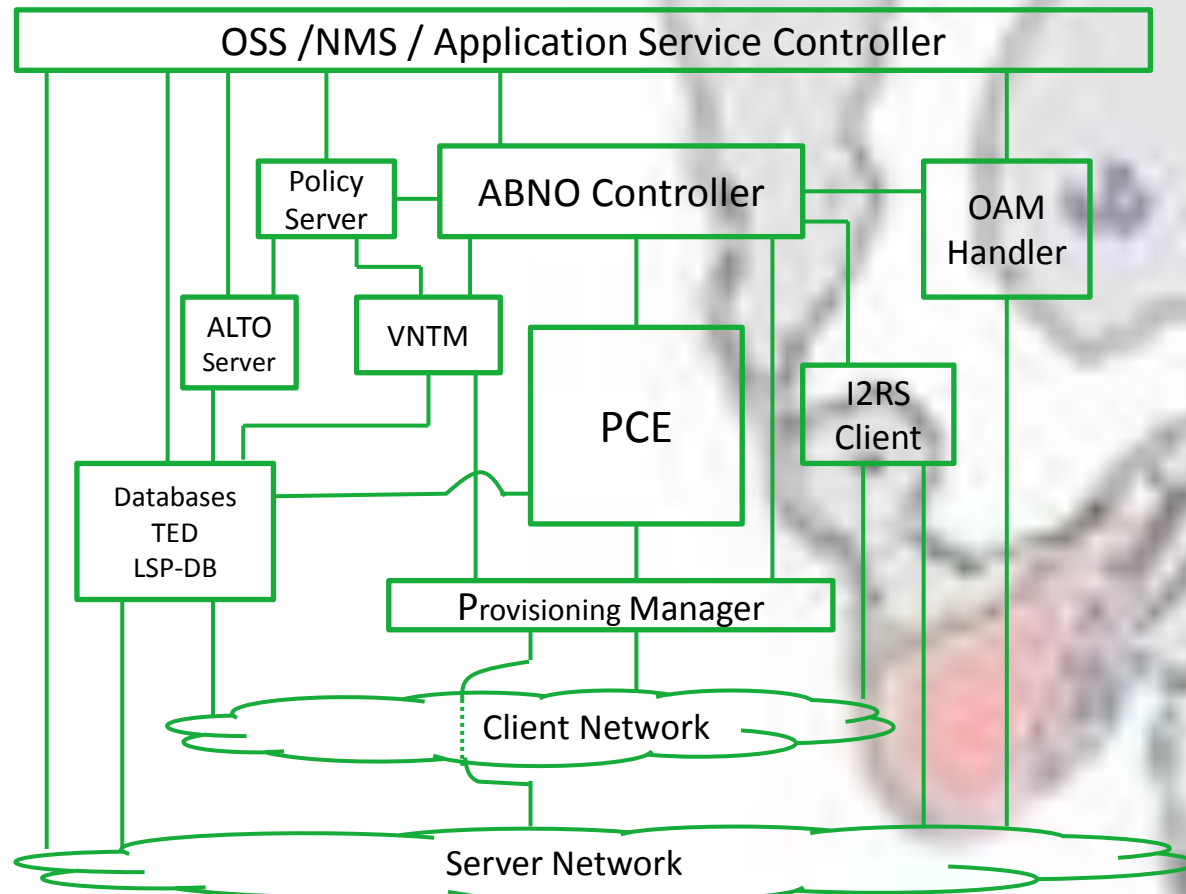 OSS /NMS / Application Service Controller
Policy
Server
ABNO Controller
OAM
Handler
ALTO
Server
VNTM
PCE
I2RS
Client
Databases
TED
LSP-DB
Provisioning Manager
Client Network
Server Network